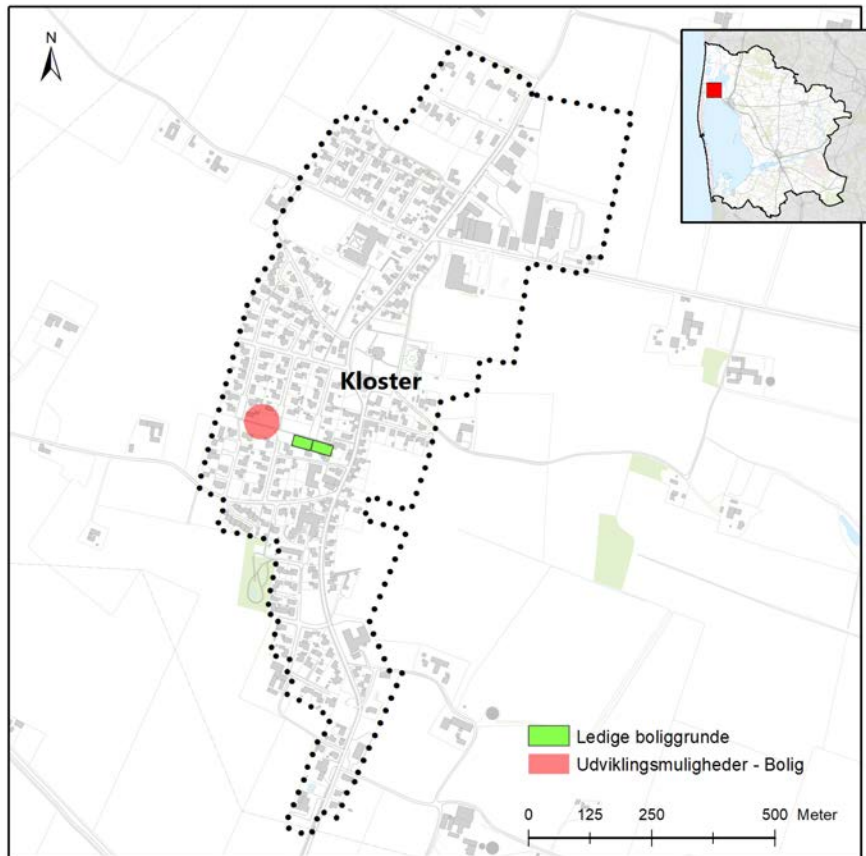 N
Kloster
Ledige boliggrunde
Udviklingsmuligheder - Bolig
0 125 250 500 Meter